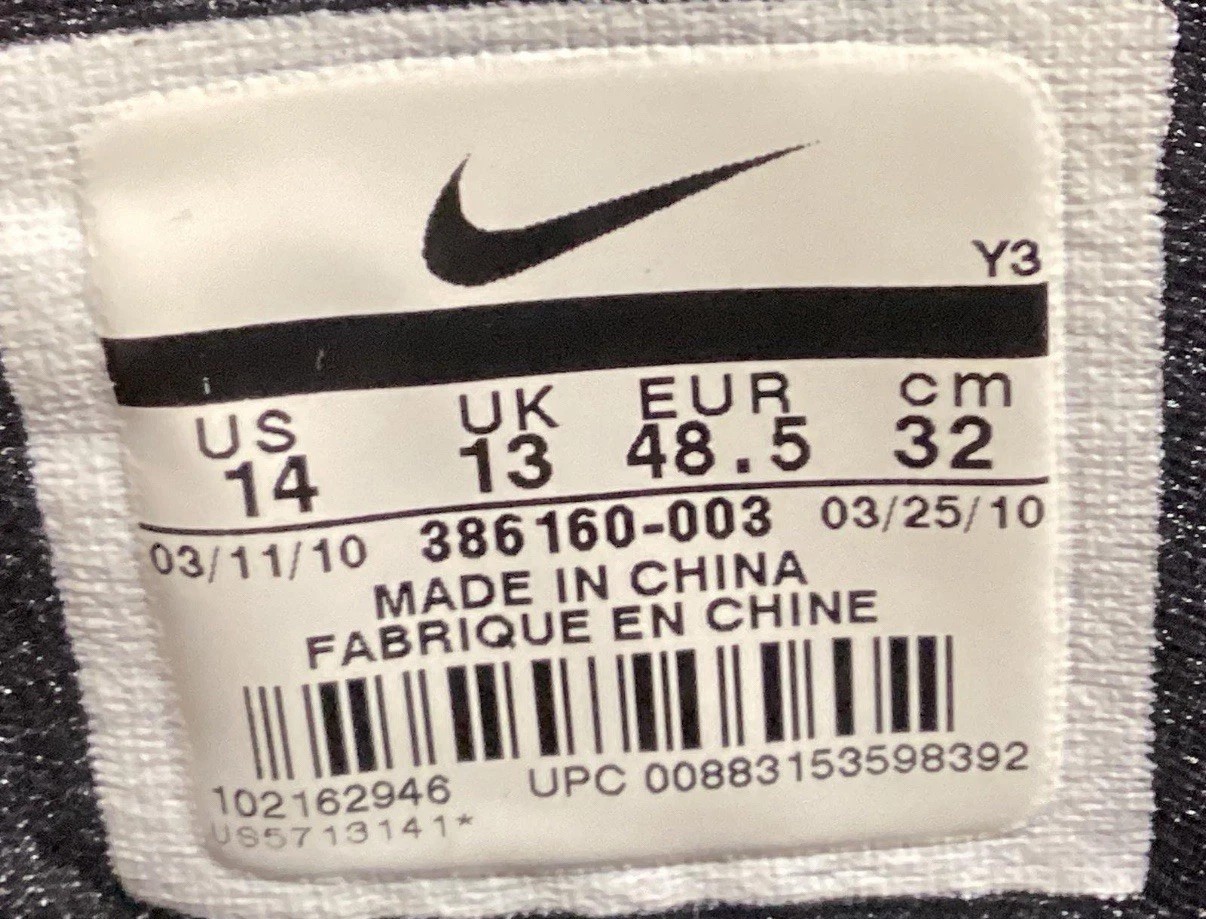 Y3
US UK EUR cm
14 13 48.5 32
03/11/10 386160-003 03/25/10
MADE IN CHINA
FABRIQUE EN CHINE
102162946 UPC 00883153598392
US5713141*